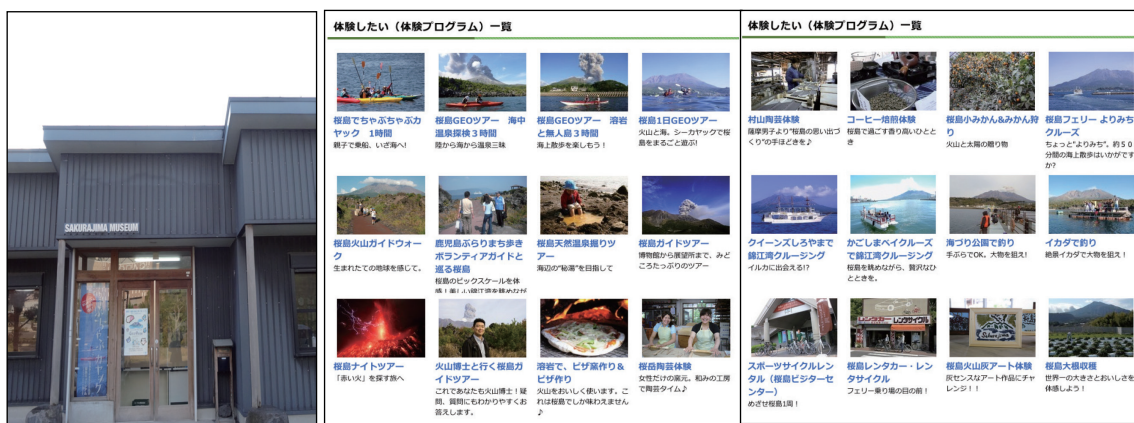 SAKURAJIMA MUSEUM
体験したい（体験プログラム）一覧
桜島でちゃぷちゃぷカ
ヤック　1時間
親子で乗船、いざ海へ!
桜島GEOツアー　海中
温泉探検３時間
陸から海から温泉三昧
桜島GEOツアー　溶岩
と無人島３時間
海上散歩を楽しもう！
桜島1日GEOツアー
火山と海。シーカヤックで桜
島をまるごと遊ぶ!
桜島火山ガイドウォー
ク
生まれたての地球を感じて。
鹿児島ぶらりまち歩き
ボランティアガイドと
巡る桜島
桜島のビックスケールを体
感！美しい錦江湾を眺めなが
桜島天然温泉掘りツ
アー
海辺の"秘湯"を目指して
桜島ガイドツアー
博物館から展望所まで、みど
ころたっぷりのツアー
桜島ナイトツアー
「赤い火」を探す旅へ
火山博士と行く桜島ガ
イドツアー
これであなたも火山博士！疑
問、質問にもわかりやすくお
答えします。
溶岩で、ピザ窯作り＆
ピザ作り
火山をおいしく使います。こ
れは桜島でしか味わえません
♪
桜岳陶芸体験
女性だけの窯元。和みの工房
で陶芸タイム♪
体験したい（体験プログラム）一覧
村山陶芸体験
薩摩男子より"桜島の思い出づ
くり"の手ほどきを♪
コーヒー焙煎体験
桜島で過ごす香り高いひとと
き
桜島小みかん&みかん狩
り
火山と太陽の贈り物
桜島フェリー よりみち
クルーズ
ちょっと"よりみち"。約５０
分間の海上散歩はいかがです
か?
クイーンズしろやまで
錦江湾クルージング
イルカに出会える!?
かごしまベイクルーズ
で錦江湾クルージング
桜島を眺めながら、贅沢なひ
とときを。
海づり公園で釣り
手ぶらでOK。大物を狙え!
イカダで釣り
絶景イカダで大物を狙え！
レンタカー レンタサイクル
スポーツサイクルレン
タル（桜島ビジターセ
ンター）
めざせ桜島1周！
桜島レンタカー・レン
タサイクル
フェリー乗り場の目の前！
桜島火山灰アート体験
灰センスなアート作品にチャ
レンジ！！
桜島大根収穫
世界一の大きさとおいしさを
体感しよう！